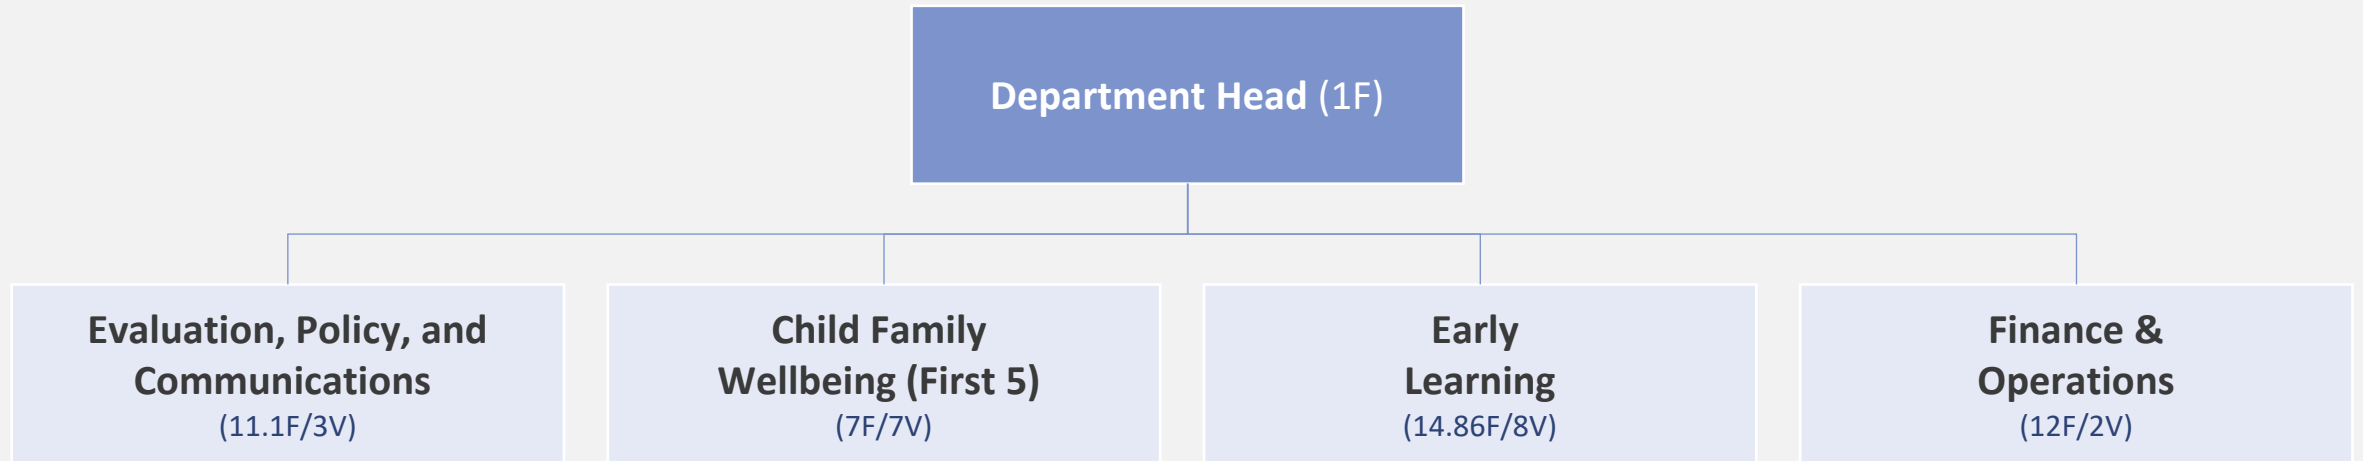 Department Head (1F)
Evaluation, Policy, and
Communications
(11.1F/3V)
Child Family
Wellbeing (First 5)
(7F/7V)
Early
Learning
(14.86F/8V)
Finance &
Operations
(12F/2V)